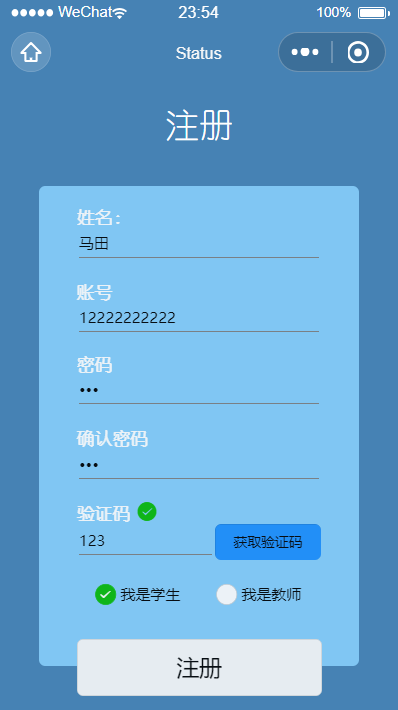 WeChat 23:54 100%
Status
注册
姓名：
马田
账号
12222222222
密码
•••
确认密码
•••
验证码
123 获取验证码
我是学生 我是教师
注册